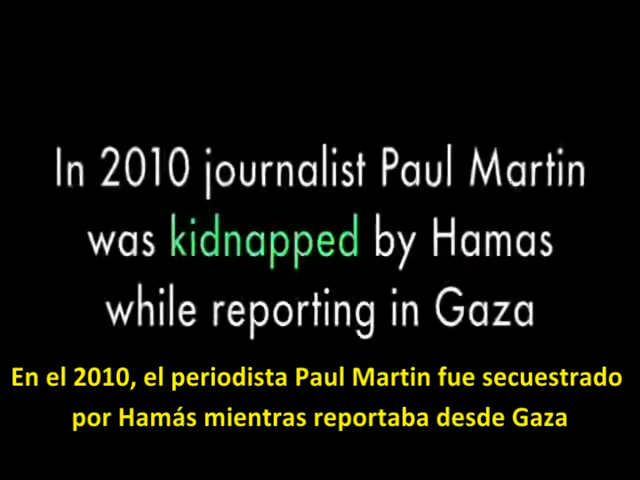 In 2010 journalist Paul Martin
was kidnapped by Hamas
while reporting in Gaza
En el 2010, el periodista Paul Martin fue secuestrado
por Hamás mientras reportaba desde Gaza